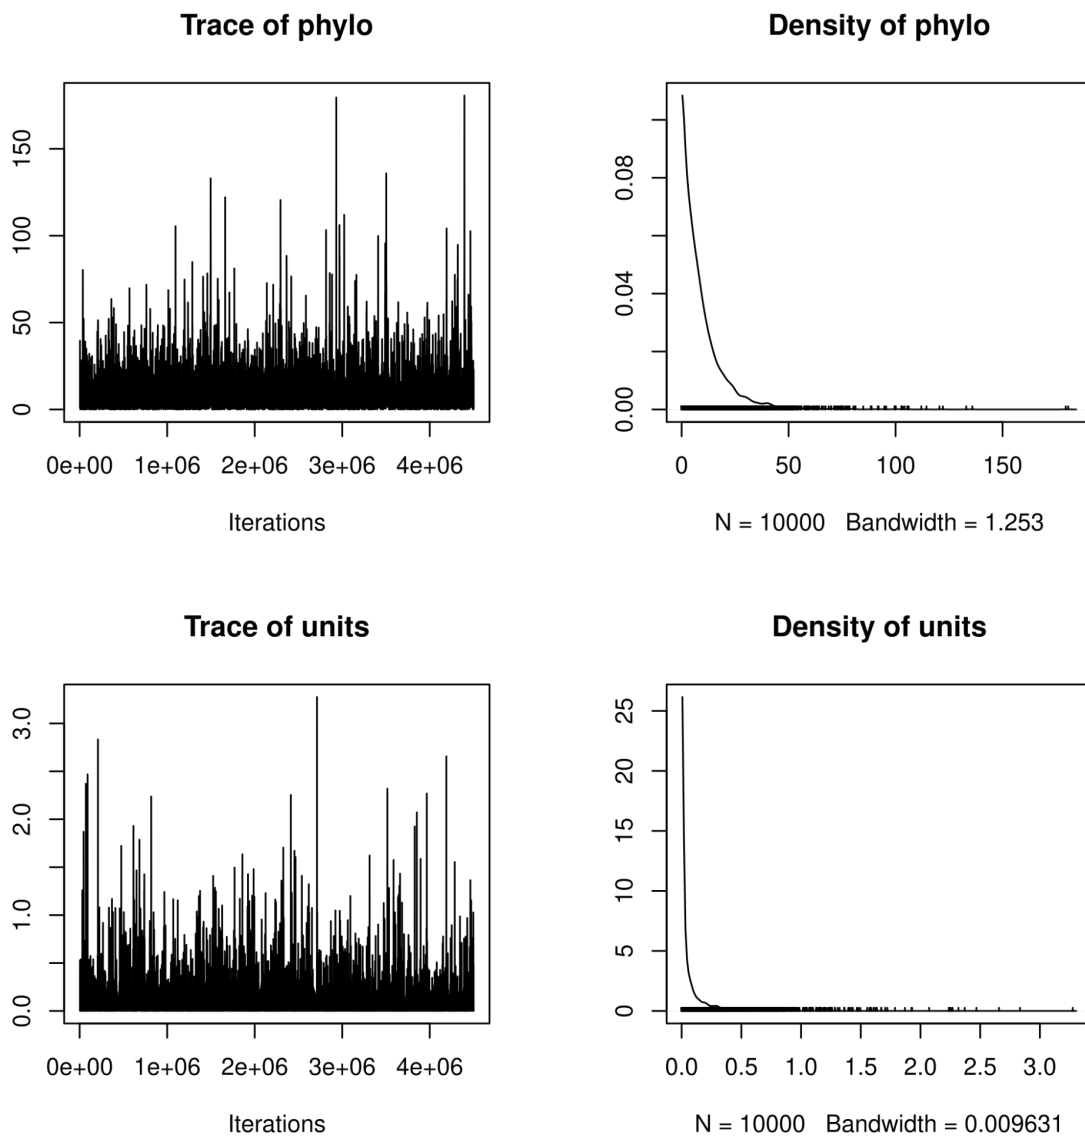 Trace of phylo
Density of phylo
150
100
50
0
0e+00 1e+06 2e+06 3e+06 4e+06
Iterations
0.08
0.04
0.00
0 50 100 150
N = 10000 Bandwidth = 1.253
Trace of units
Density of units
3.0
2.0
1.0
0.0
0e+00 1e+06 2e+06 3e+06 4e+06
Iterations
25
20
15
10
5
0
0.0 0.5 1.0 1.5 2.0 2.5 3.0
N = 10000 Bandwidth = 0.009631